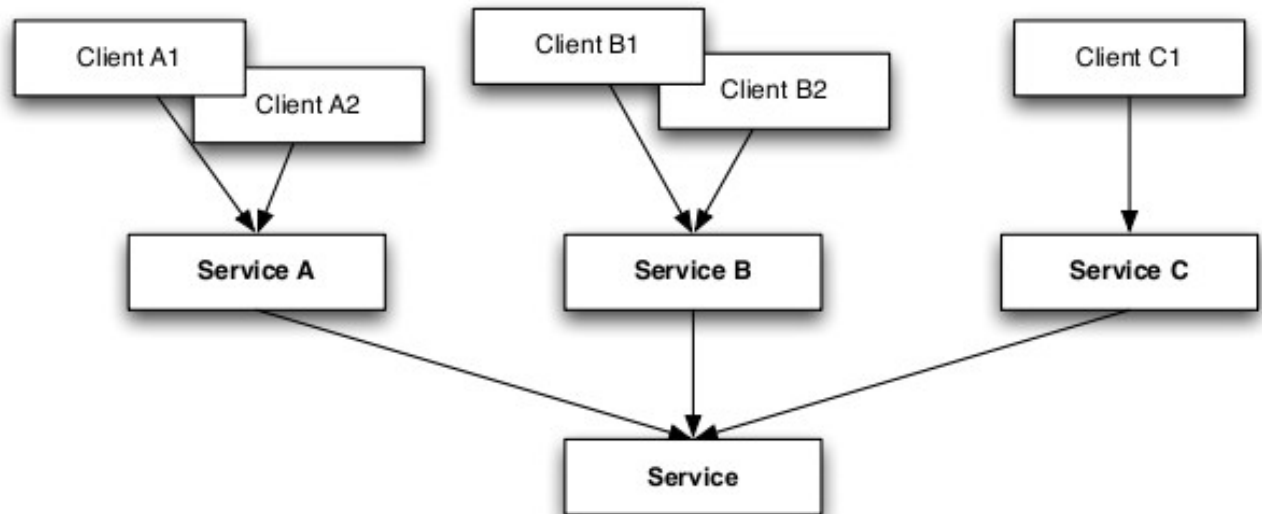 Client A1
Client A2
Client B1
Client B2
Client C1
Service A
Service B
Service C
Service